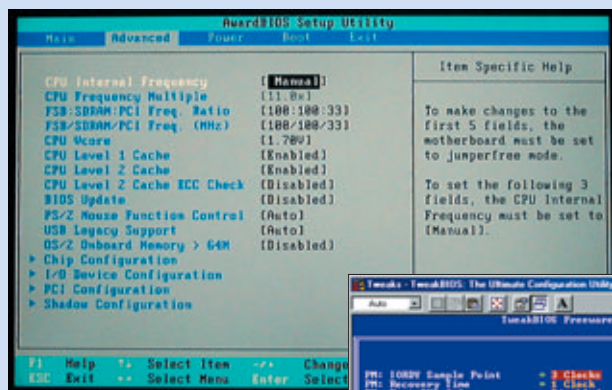 AwardBIOS Setup Utility
Main Advanced Power Boot Exit
CPU Internal Frequency [ Manual]
CPU Frequency Multiple [11.0x]
FSB:SDRAM:PCI Freq. Ratio [100:100:33]
FSB/SDRAM/PCI Freq. (MHz) [100/100/33]
CPU Vcore [1.70V]
CPU Level 1 Cache [Enabled]
CPU Level 2 Cache [Enabled]
CPU Level 2 Cache ECC Check [Disabled]
BIOS Update [Disabled]
PS/2 Mouse Function Control [Auto]
USB Legacy Support [Auto]
OS/2 Onboard Memory > 64M [Disabled]
Chip Configuration
I/O Device Configuration
PCI Configuration
Shadow Configuration
Item Specific Help
To make changes to the
first 5 fields, the
motherboard must be set
to jumperfree mode.
To set the following 3
fields, the CPU Internal
Frequency must be set to
[Manual].
F1 Help ↑↓ Select Item -/+ Change
ESC Exit ↔ Select Menu Enter Select
Tweaks - TweakBIOS: The Ultimate Configuration Utility
Auto
TweakBIOS Freeware
PM: IORDY Sample Point = 3 Clocks
PM: Recovery Time = 1 Clock